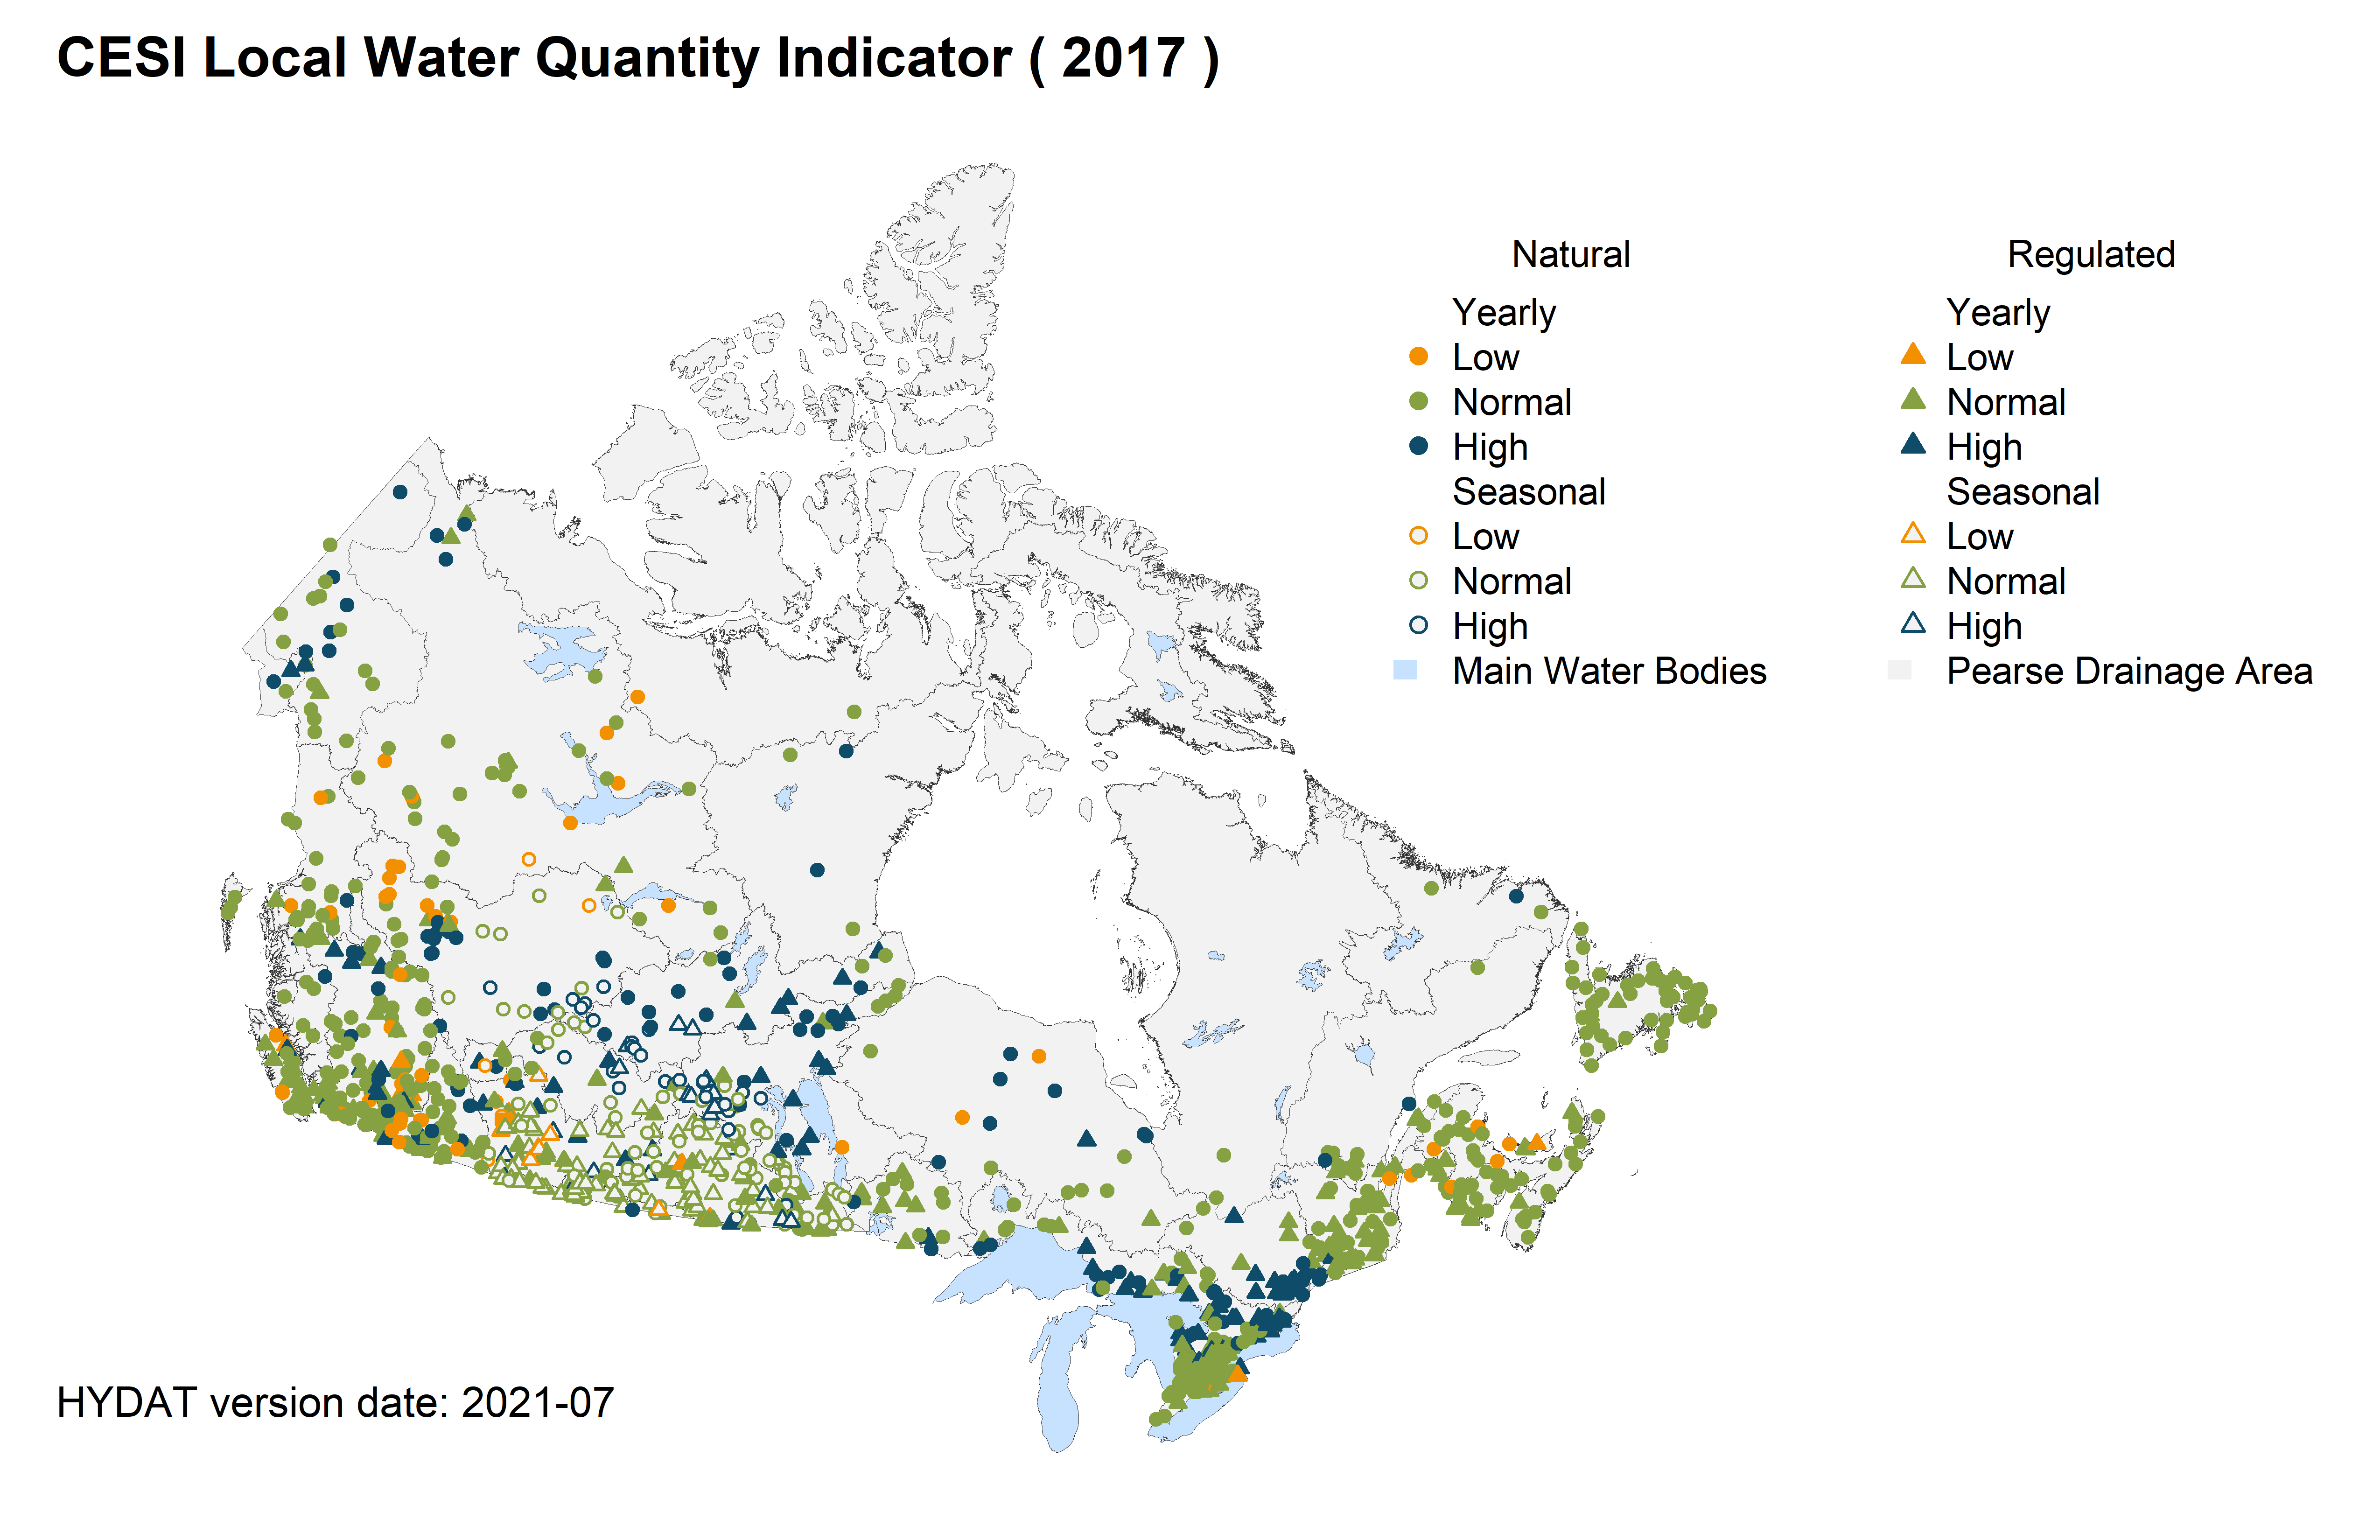 CESI Local Water Quantity Indicator ( 2017 )
Natural
Yearly
Low
Normal
High
Seasonal
Low
Normal
High
Main Water Bodies
Regulated
Yearly
Low
Normal
High
Seasonal
Low
Normal
High
Pearse Drainage Area
HYDAT version date: 2021-07